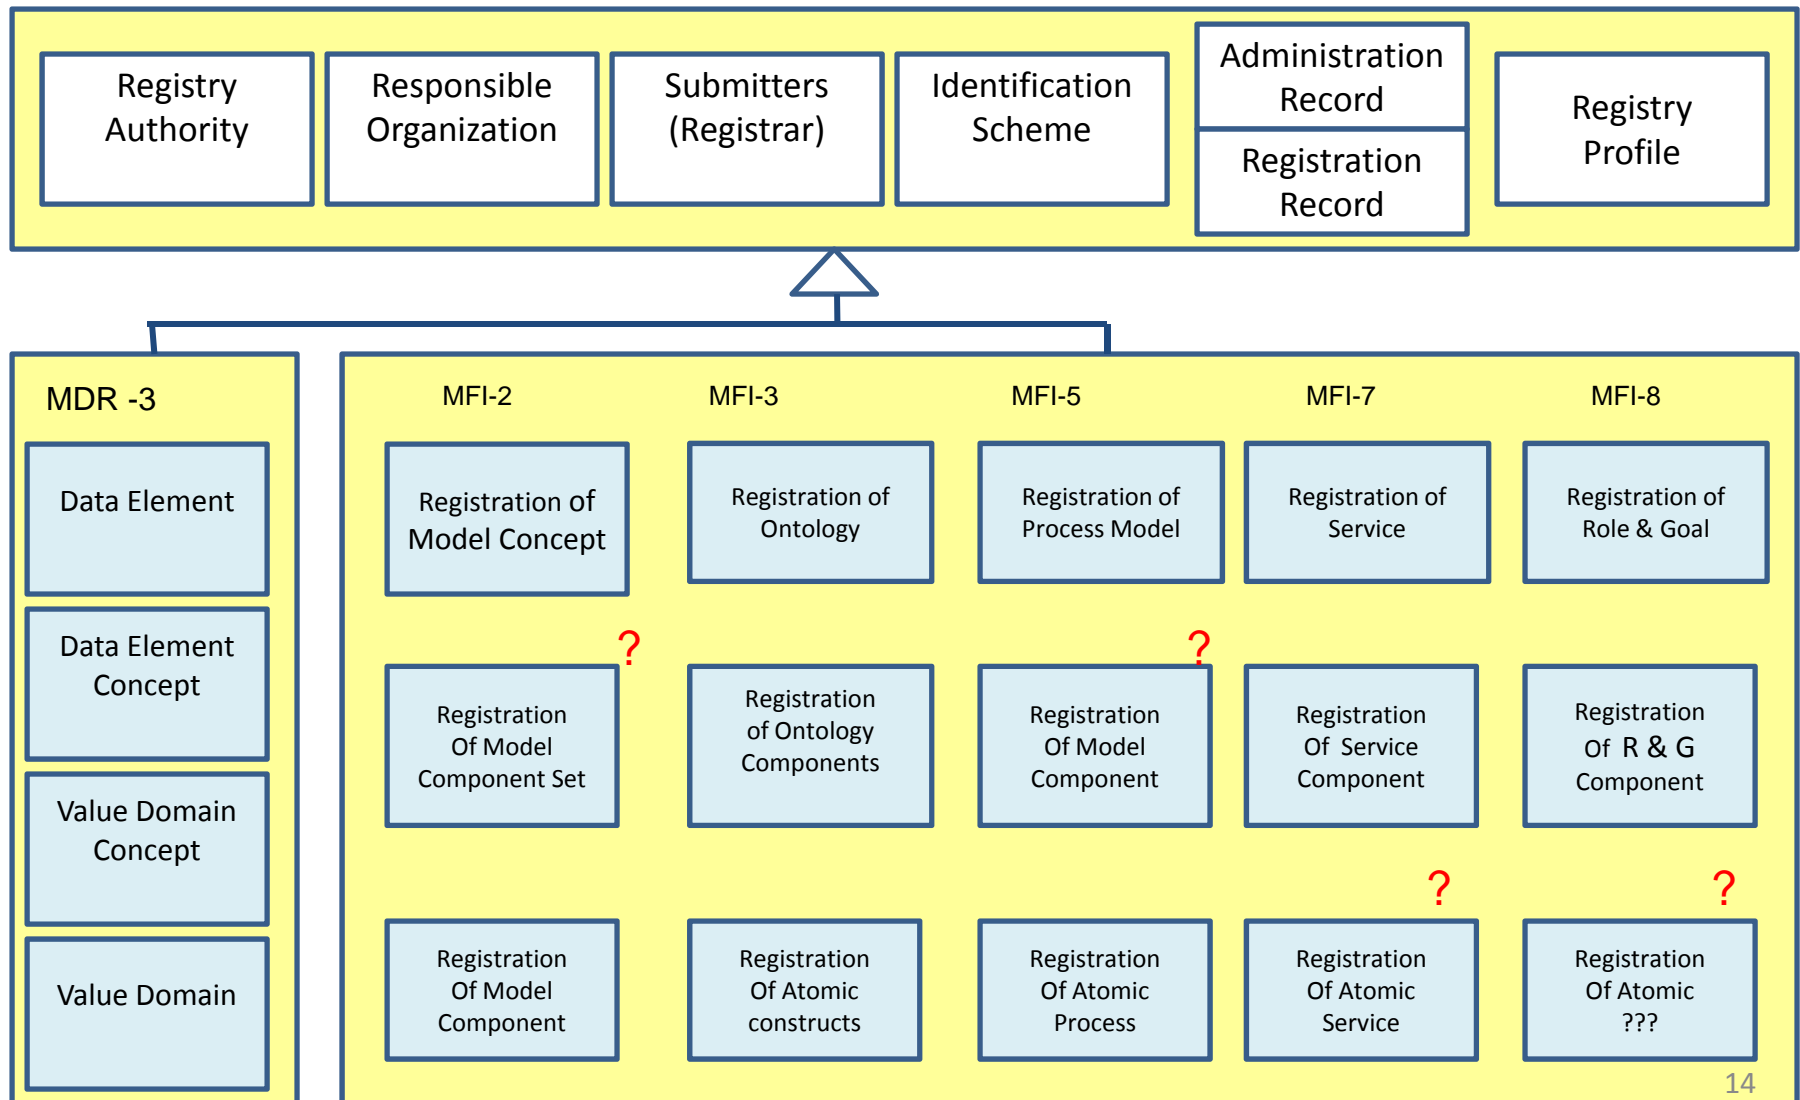 Registry
Authority
Responsible
Organization
Submitters
(Registrar)
Identification
Scheme
Administration
Record
Registration
Record
Registry
Profile
MDR -3
Data Element
Data Element
Concept
Value Domain
Concept
Value Domain
MFI-2
MFI-3
MFI-5
MFI-7
MFI-8
Registration of
Model Concept
Registration of
Ontology
Registration of
Process Model
Registration of
Service
Registration of
Role & Goal
?
?
Registration
Of Model
Component Set
Registration
of Ontology
Components
Registration
Of Model
Component
Registration
Of Service
Component
Registration
Of R & G
Component
?
?
Registration
Of Model
Component
Registration
Of Atomic
constructs
Registration
Of Atomic
Process
Registration
Of Atomic
Service
Registration
Of Atomic
???
14